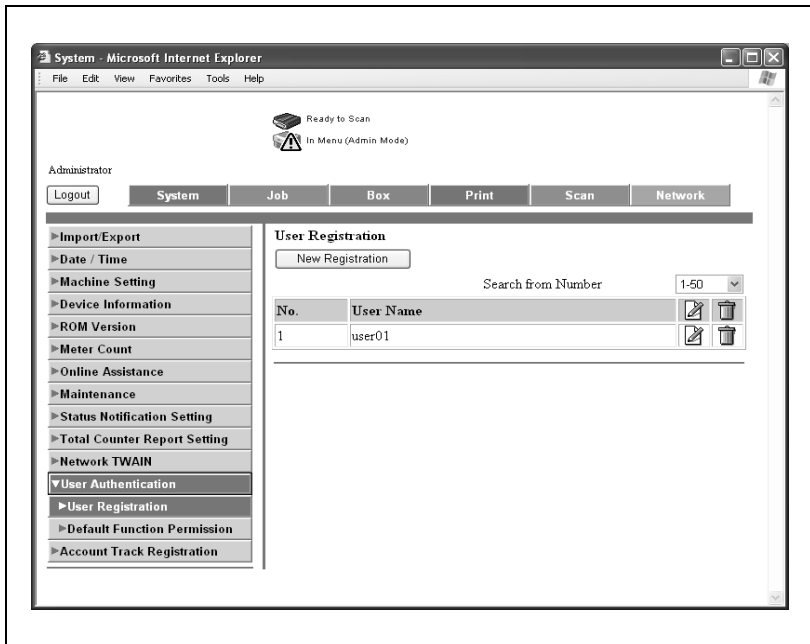 System - Microsoft Internet Explorer
File Edit View Favorites Tools Help
Ready to Scan
In Menu (Admin Mode)
Administrator
Logout
System Job Box Print Scan Network
Import/Export
Date / Time
Machine Setting
Device Information
ROM Version
Meter Count
Online Assistance
Maintenance
Status Notification Setting
Total Counter Report Setting
Network TWAIN
User Authentication
User Registration
Default Function Permission
Account Track Registration
User Registration
New Registration
Search from Number 1-50
No. User Name
1 user01